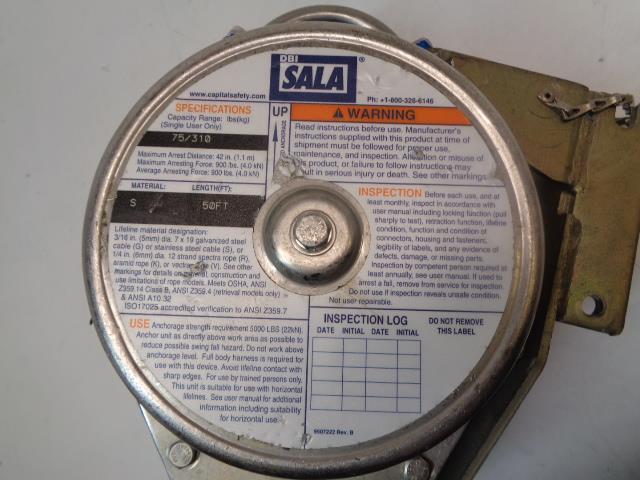 DBI
SALA®
www.capitalsafety.com
Ph: +1-800-328-6146
SPECIFICATIONS
Capacity Range: lbs(kg)
(Single User Only)
75/310
Maximum Arrest Distance: 42 in. (1.1 m)
Maximum Arresting Force: 900 lbs. (4.0 kN)
Average Arresting Force: 900 lbs. (4.0 kN)
MATERIAL: LENGTH(FT):
S 50FT
Lifeline material designation:
3/16 in. (5mm) dia. 7 x 19 galvanized steel
cable (G) or stainless steel cable (S), or
1/4 in. (6mm) dia. 12 strand spectra rope (R),
aramid rope (K), or vectran (V). See other
markings for details on material, construction and
use limitations of rope models. Meets OSHA, ANSI
Z359.14 Class B, ANSI Z359.4 (retrieval models only)
& ANSI A10.32
ISO17025 accredited verification to ANSI Z359.7
USE Anchorage strength requirement 5000 LBS (22kN).
Anchor unit as directly above work area as possible to
reduce possible swing fall hazard. Do not work above
anchorage level. Full body harness is required for
use with this device. Avoid lifeline contact with
sharp edges. For use by trained persons only.
This unit is suitable for use with horizontal
lifelines. See user manual for additional
information including suitability
for horizontal use.
UP
ANCHORAGE
WARNING
Read instructions before use. Manufacturer's
instructions supplied with this product at time of
shipment must be followed for proper use,
maintenance, and inspection. Alteration or misuse of
this product, or failure to follow instructions may
result in serious injury or death. See other markings.
INSPECTION Before each use, and at
least monthly, inspect in accordance with
user manual including locking function (pull
sharply to test), retraction function, lifeline
condition, function and condition of
connectors, housing and fasteners,
legibility of labels, and any evidence of
defects, damage, or missing parts.
Inspection by competent person required at
least annually, see user manual. If used to
arrest a fall, remove from service for inspection.
Do not use if inspection reveals unsafe condition.
Not user repairable.
INSPECTION LOG
DATE INITIAL DATE INITIAL
DO NOT REMOVE
THIS LABEL
9507222 Rev. B